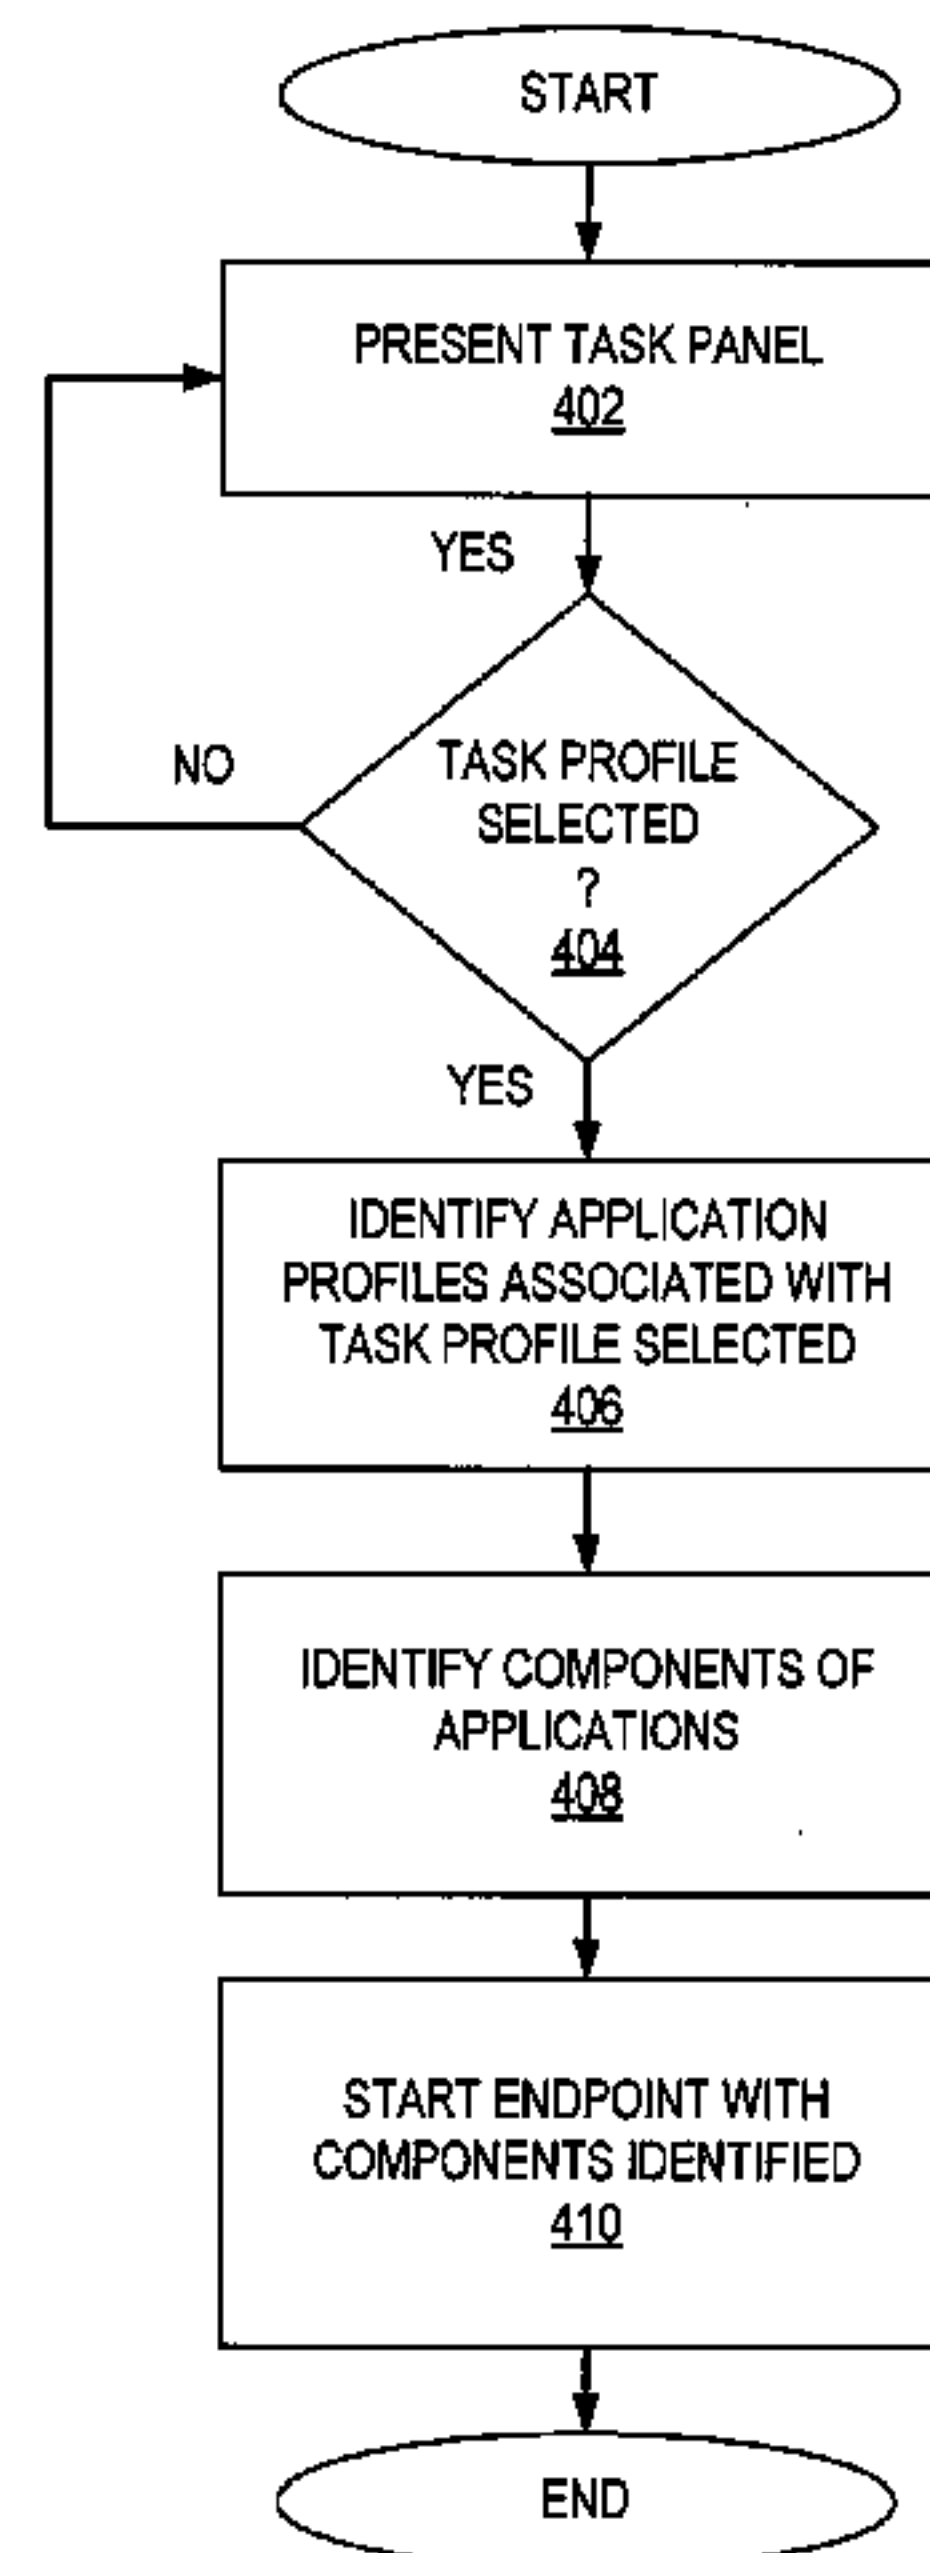 START
PRESENT TASK PANEL
402
YES
NO
TASK PROFILE
SELECTED
?
404
YES
IDENTIFY APPLICATION
PROFILES ASSOCIATED WITH
TASK PROFILE SELECTED
406
IDENTIFY COMPONENTS OF
APPLICATIONS
408
START ENDPOINT WITH
COMPONENTS IDENTIFIED
410
END